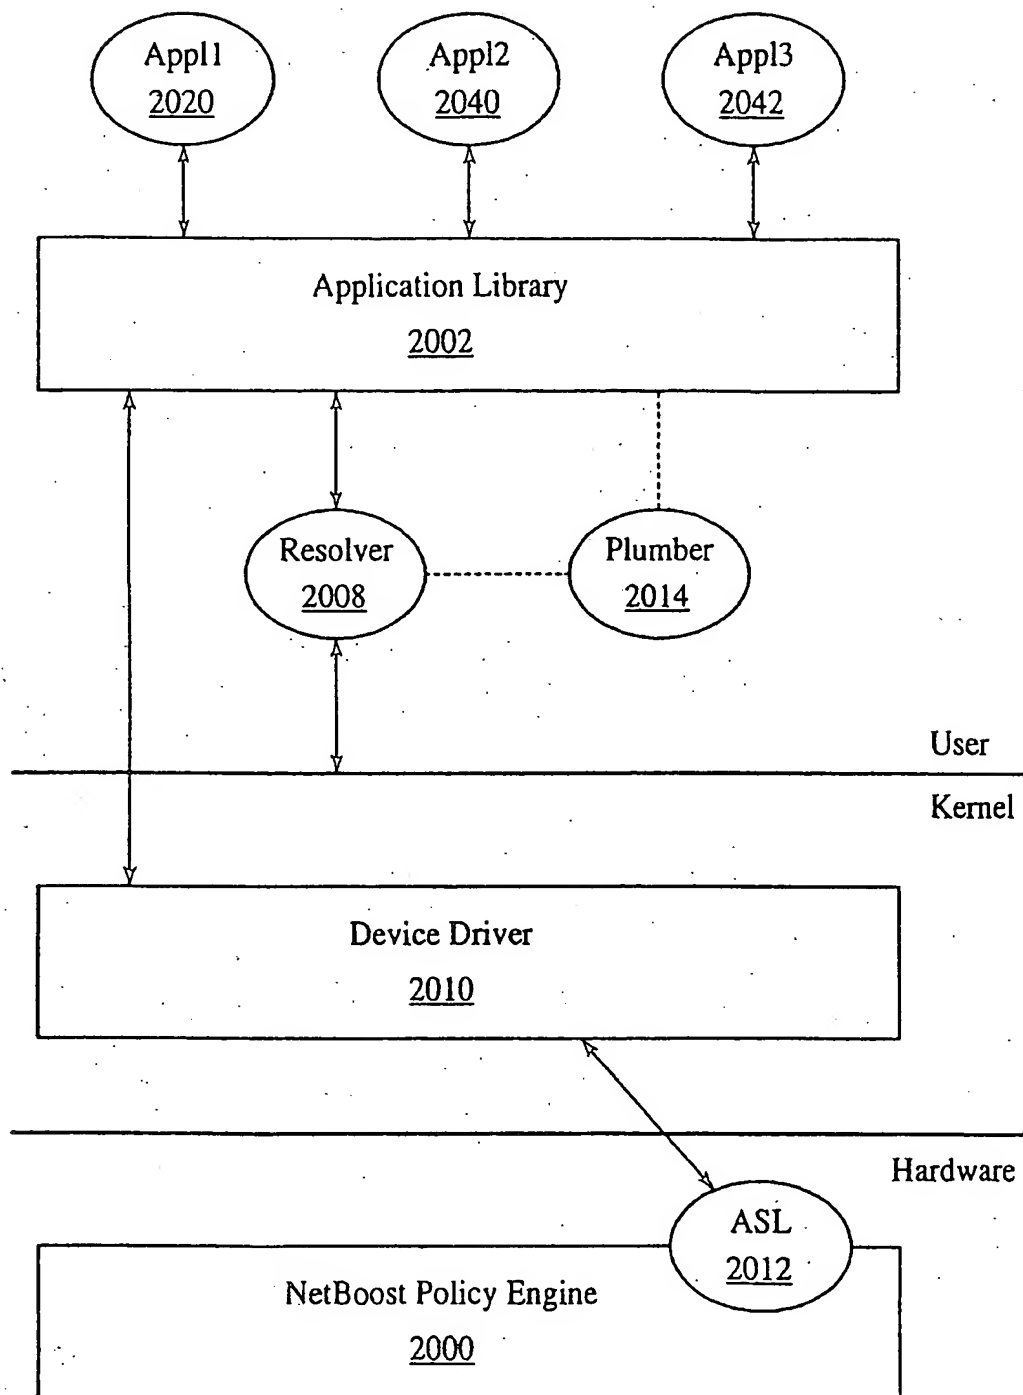 Appl1
2020
Appl2
2040
Appl3
2042
Application Library
2002
Resolver
2008
Plumber
2014
User
Kernel
Device Driver
2010
Hardware
ASL
2012
NetBoost Policy Engine
2000